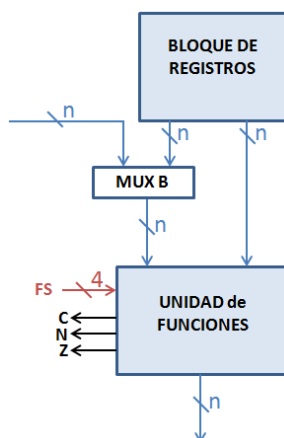 BLOQUE DE
REGISTROS
n
n
n
MUX B
n
FS
4
C
N
Z
UNIDAD de
FUNCIONES
n